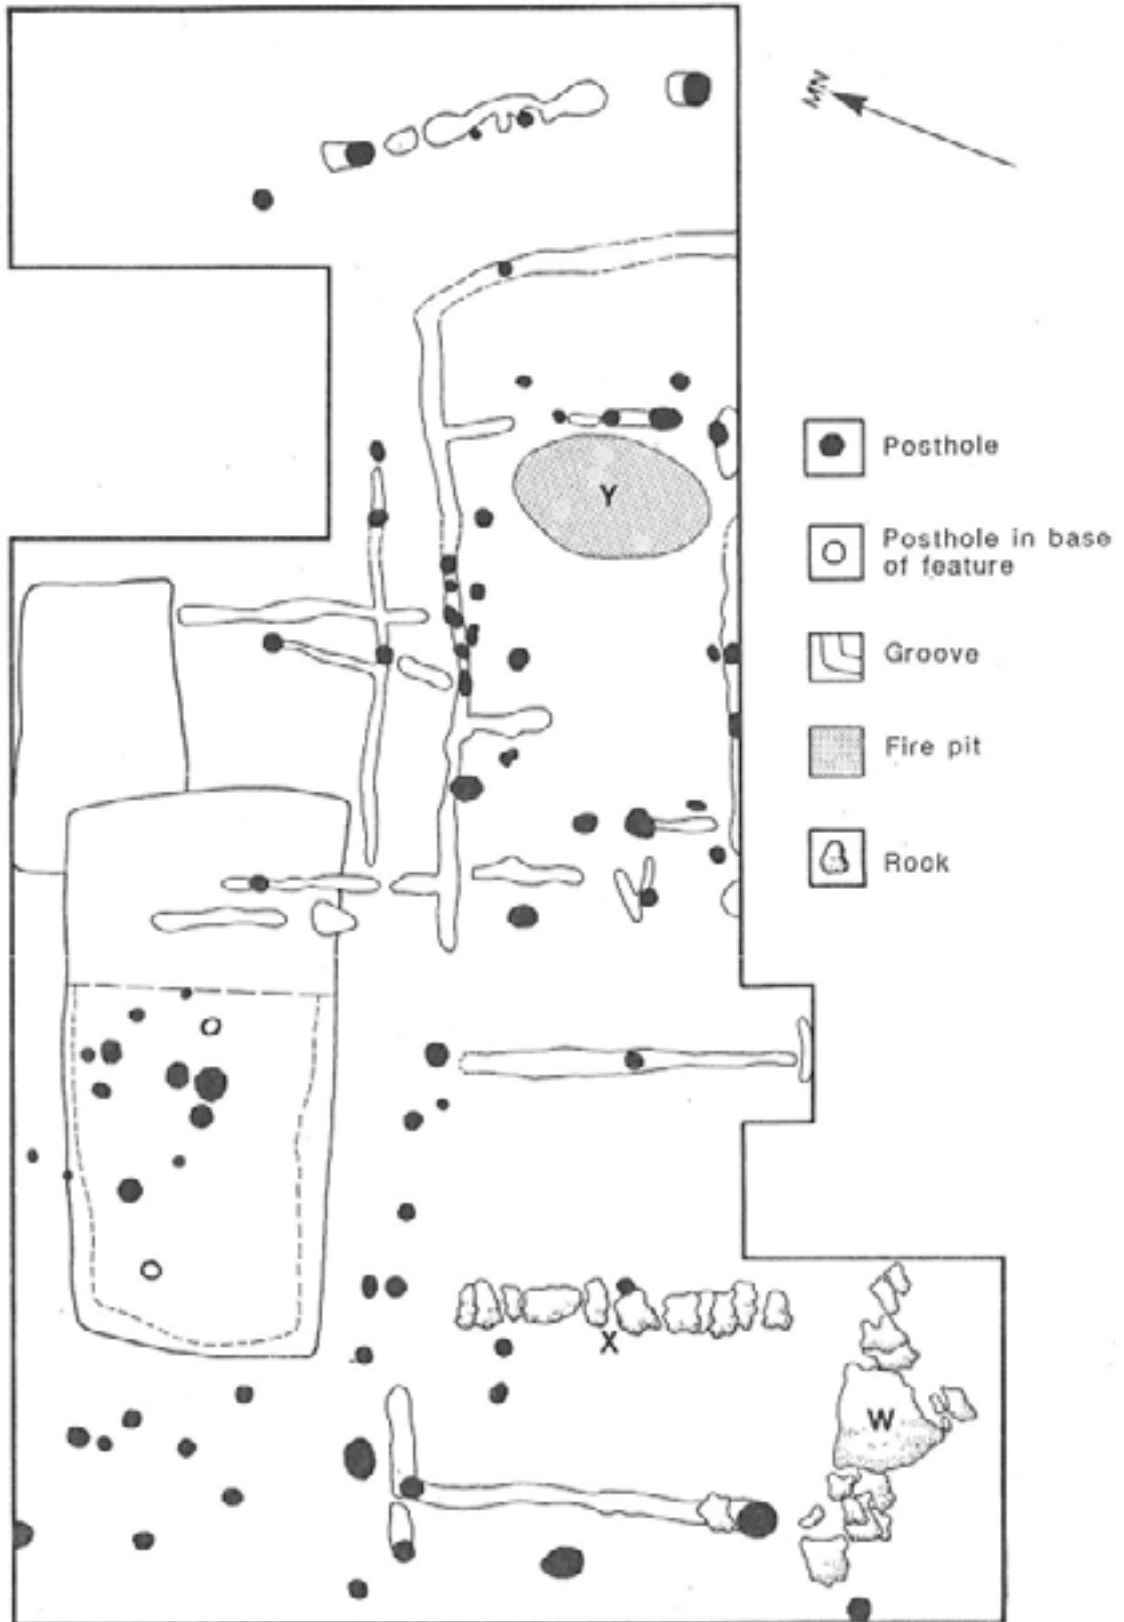 MN
Y
Posthole
Posthole in base
of feature
Groove
Fire pit
Rock
X
W